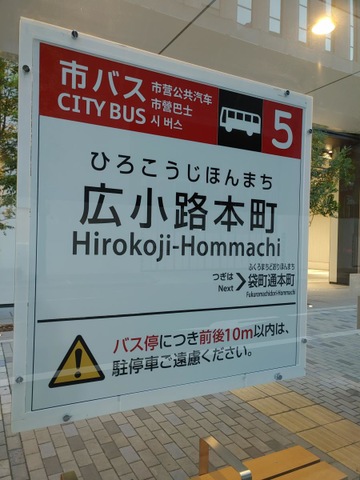 市バス
CITY BUS
市营公共汽车
市營巴士
시 버스
5
ひろこうじほんまち
広小路本町
Hirokoji-Hommachi
つぎは
Next
ふくろまちどおりほんまち
袋町通本町
Fukuromachidori-Hommachi
バス停につき前後10m以内は、
駐停車ご遠慮ください。